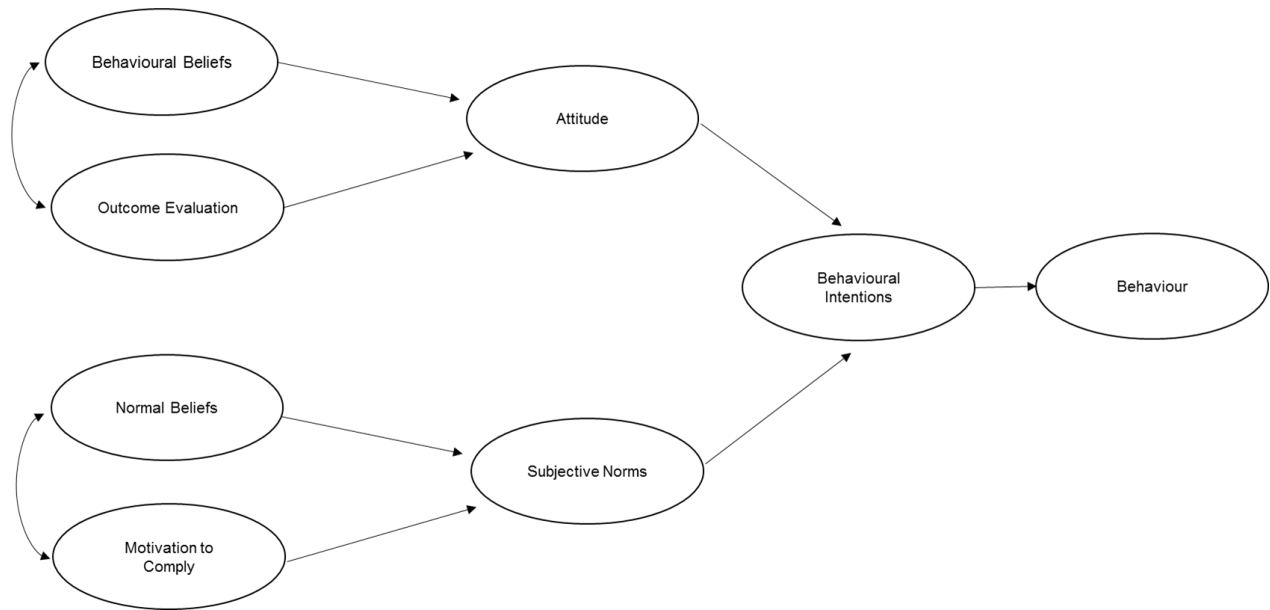 Behavioural Beliefs
Attitude
Outcome Evaluation
Behavioural
Intentions
Behaviour
Normal Beliefs
Subjective Norms
Motivation to
Comply